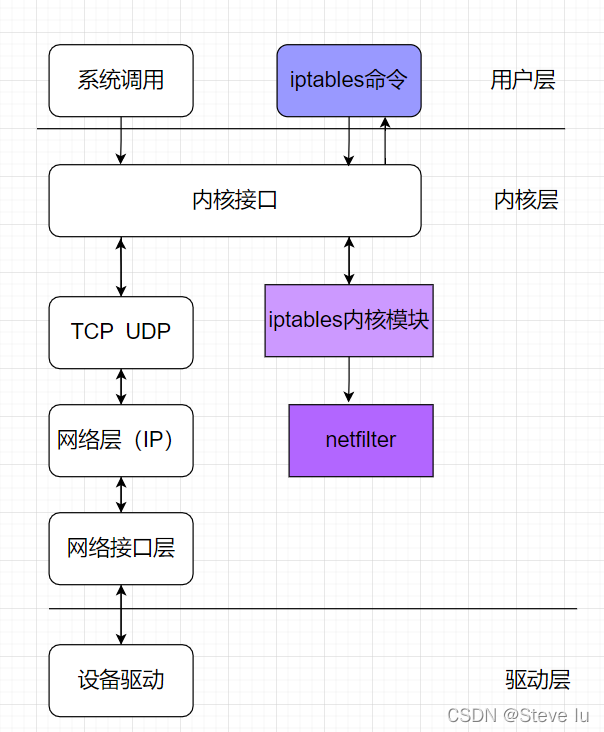 系统调用
iptables命令
用户层
内核接口
内核层
TCP UDP
iptables内核模块
网络层（IP）
netfilter
网络接口层
设备驱动
驱动层
CSDN @Steve lu